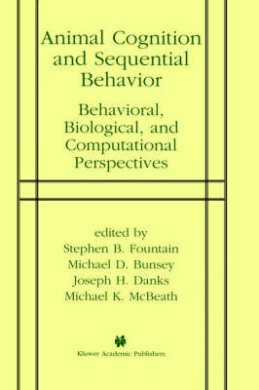 Animal Cognition
and Sequential
Behavior
Behavioral,
Biological, and
Computational
Perspectives
edited by
Stephen B. Fountain
Michael D. Bunsey
Joseph H. Danks
Michael K. McBeath
Kluwer Academic Publishers